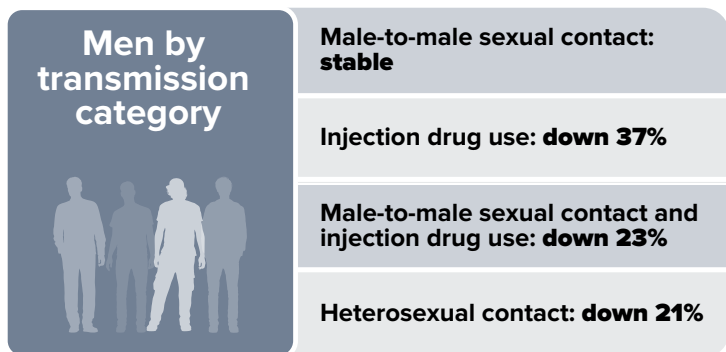 Men by
transmission
category
Male-to-male sexual contact:
stable
Injection drug use: down 37%
Male-to-male sexual contact and
injection drug use: down 23%
Heterosexual contact: down 21%